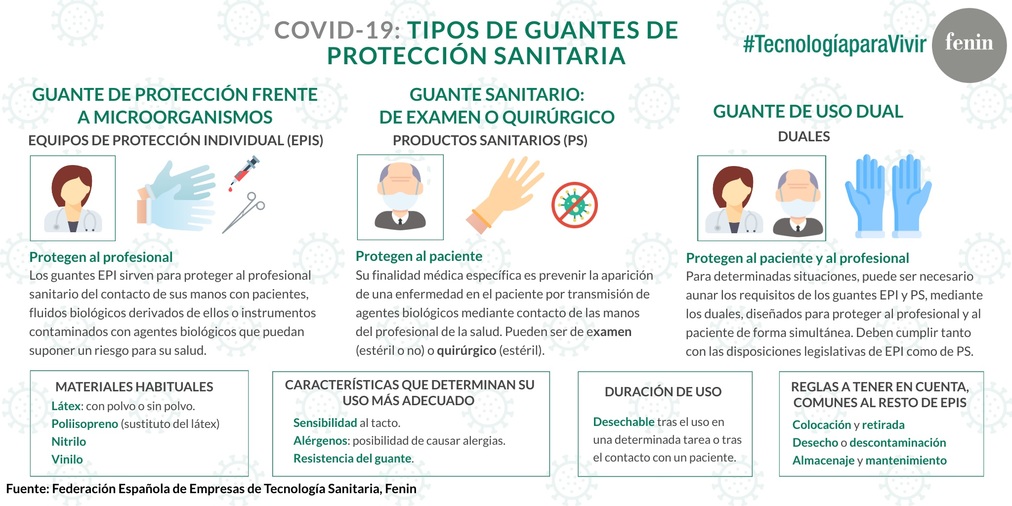 COVID-19: TIPOS DE GUANTES DE
PROTECCIÓN SANITARIA
#TecnologíaparaVivir
fenin
GUANTE DE PROTECCIÓN FRENTE
A MICROORGANISMOS
EQUIPOS DE PROTECCIÓN INDIVIDUAL (EPIS)
Protegen al profesional
Los guantes EPI sirven para proteger al profesional
sanitario del contacto de sus manos con pacientes,
fluidos biológicos derivados de ellos o instrumentos
contaminados con agentes biológicos que puedan
suponer un riesgo para su salud.
GUANTE SANITARIO:
DE EXAMEN O QUIRÚRGICO
PRODUCTOS SANITARIOS (PS)
Protegen al paciente
Su finalidad médica específica es prevenir la aparición
de una enfermedad en el paciente por transmisión de
agentes biológicos mediante contacto de las manos
del profesional de la salud. Pueden ser de examen
(estéril o no) o quirúrgico (estéril).
GUANTE DE USO DUAL
DUALES
Protegen al paciente y al profesional
Para determinadas situaciones, puede ser necesario
aunar los requisitos de los guantes EPI y PS, mediante
los duales, diseñados para proteger al profesional y al
paciente de forma simultánea. Deben cumplir tanto
con las disposiciones legislativas de EPI como de PS.
MATERIALES HABITUALES
Látex: con polvo o sin polvo.
Poliisopreno (sustituto del látex)
Nitrilo
Vinilo
CARACTERÍSTICAS QUE DETERMINAN SU
USO MÁS ADECUADO
Sensibilidad al tacto.
Alérgenos: posibilidad de causar alergias.
Resistencia del guante.
DURACIÓN DE USO
Desechable tras el uso en
una determinada tarea o tras
el contacto con un paciente.
REGLAS A TENER EN CUENTA,
COMUNES AL RESTO DE EPIS
Colocación y retirada
Desecho o descontaminación
Almacenaje y mantenimiento
Fuente: Federación Española de Empresas de Tecnología Sanitaria, Fenin